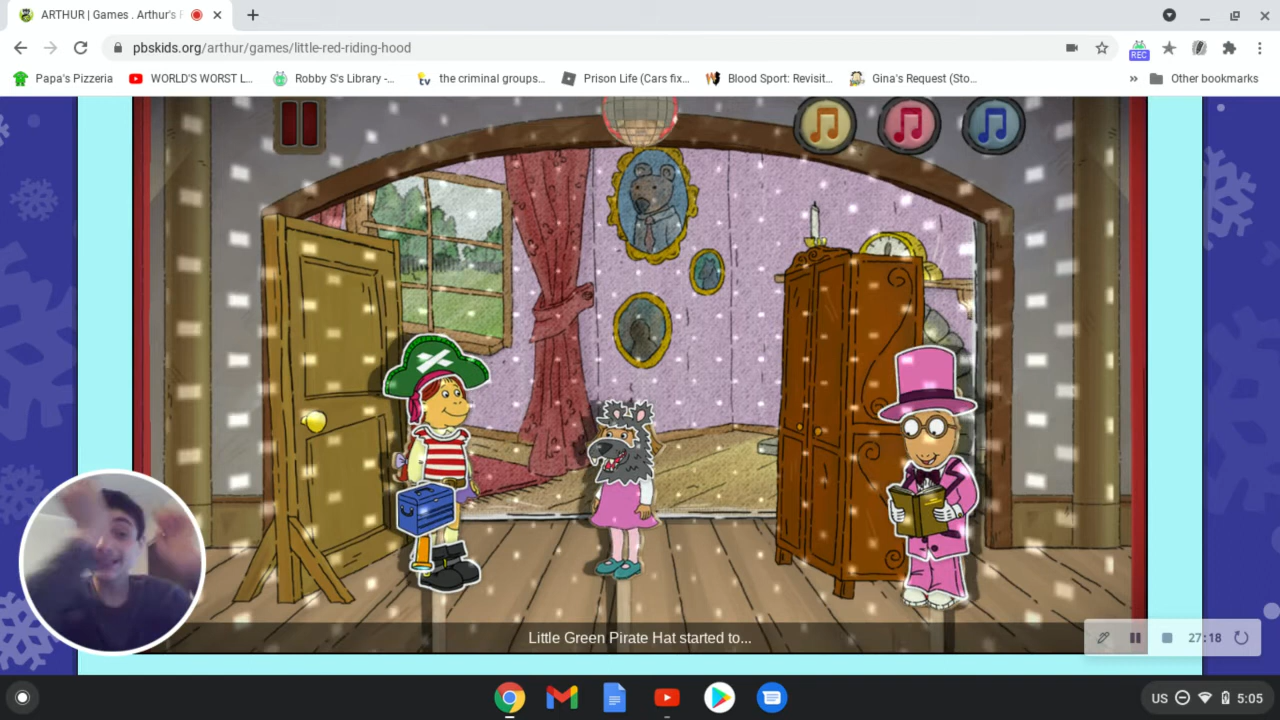 ARTHUR | Games . Arthur's
pbskids.org/arthur/games/little-red-riding-hood
REC
Papa's Pizzeria
WORLD'S WORST L...
Robby S's Library -...
tv
the criminal groups...
Prison Life (Cars fix...
Blood Sport: Revisit...
Gina's Request (Sto...
»
Other bookmarks
Little Green Pirate Hat started to...
27:18
US
5:05